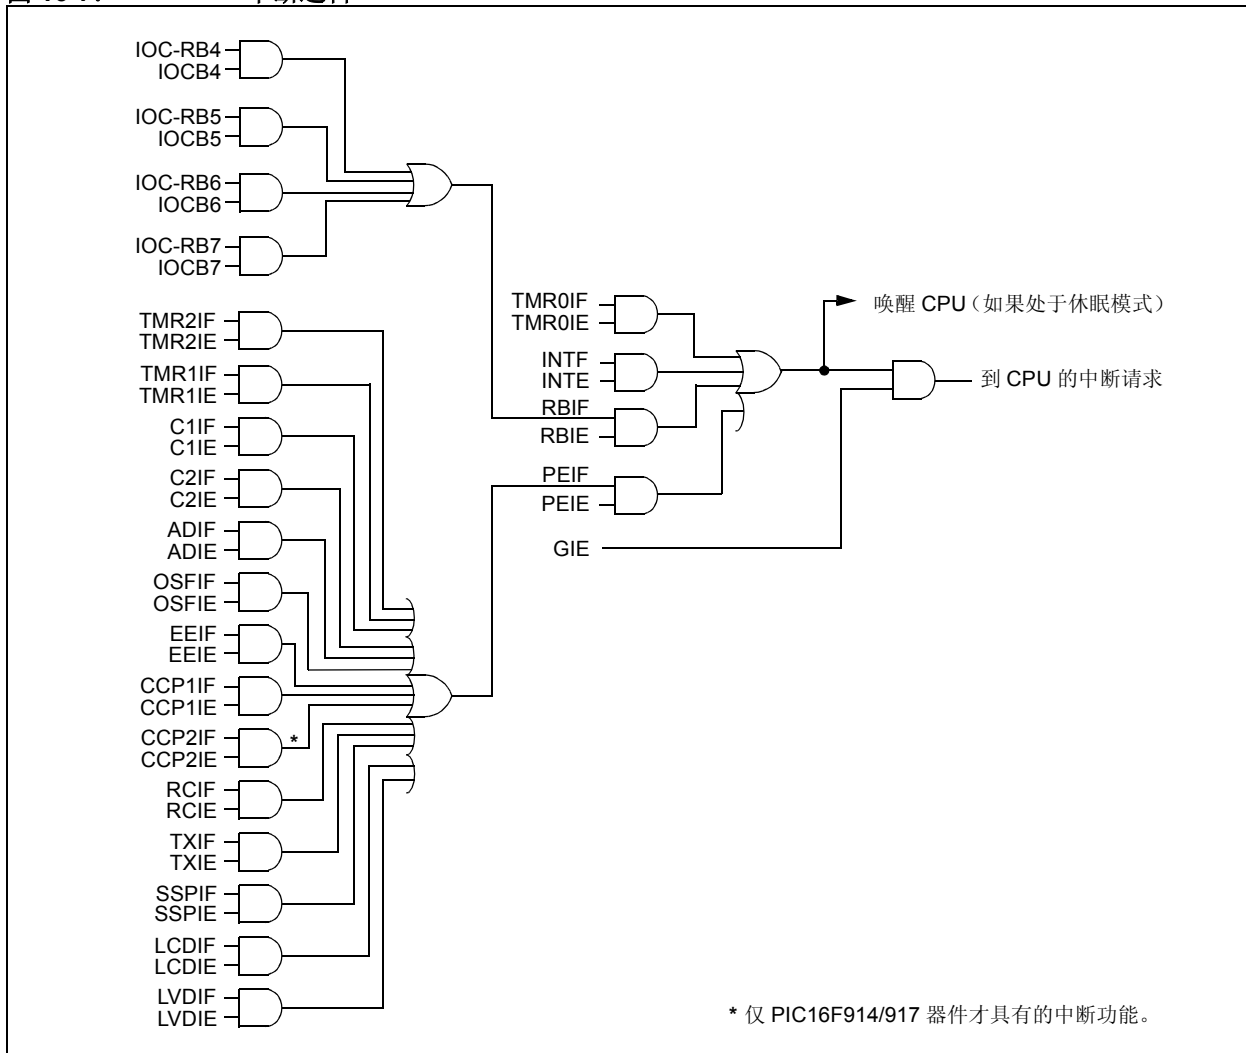 IOC-RB4
IOCB4
IOC-RB5
IOCB5
IOC-RB6
IOCB6
IOC-RB7
IOCB7
TMR2IF
TMR2IE
TMR1IF
TMR1IE
C1IF
C1IE
C2IF
C2IE
ADIF
ADIE
OSFIF
OSFIE
EEIF
EEIE
CCP1IF
CCP1IE
CCP2IF
*
CCP2IE
RCIF
RCIE
TXIF
TXIE
SSPIF
SSPIE
LCDIF
LCDIE
LVDIF
LVDIE
TMR0IF
TMR0IE
INTF
INTE
RBIF
RBIE
PEIF
PEIE
GIE
唤醒 CPU（如果处于休眠模式）
到 CPU 的中断请求
* 仅 PIC16F914/917 器件才具有的中断功能。